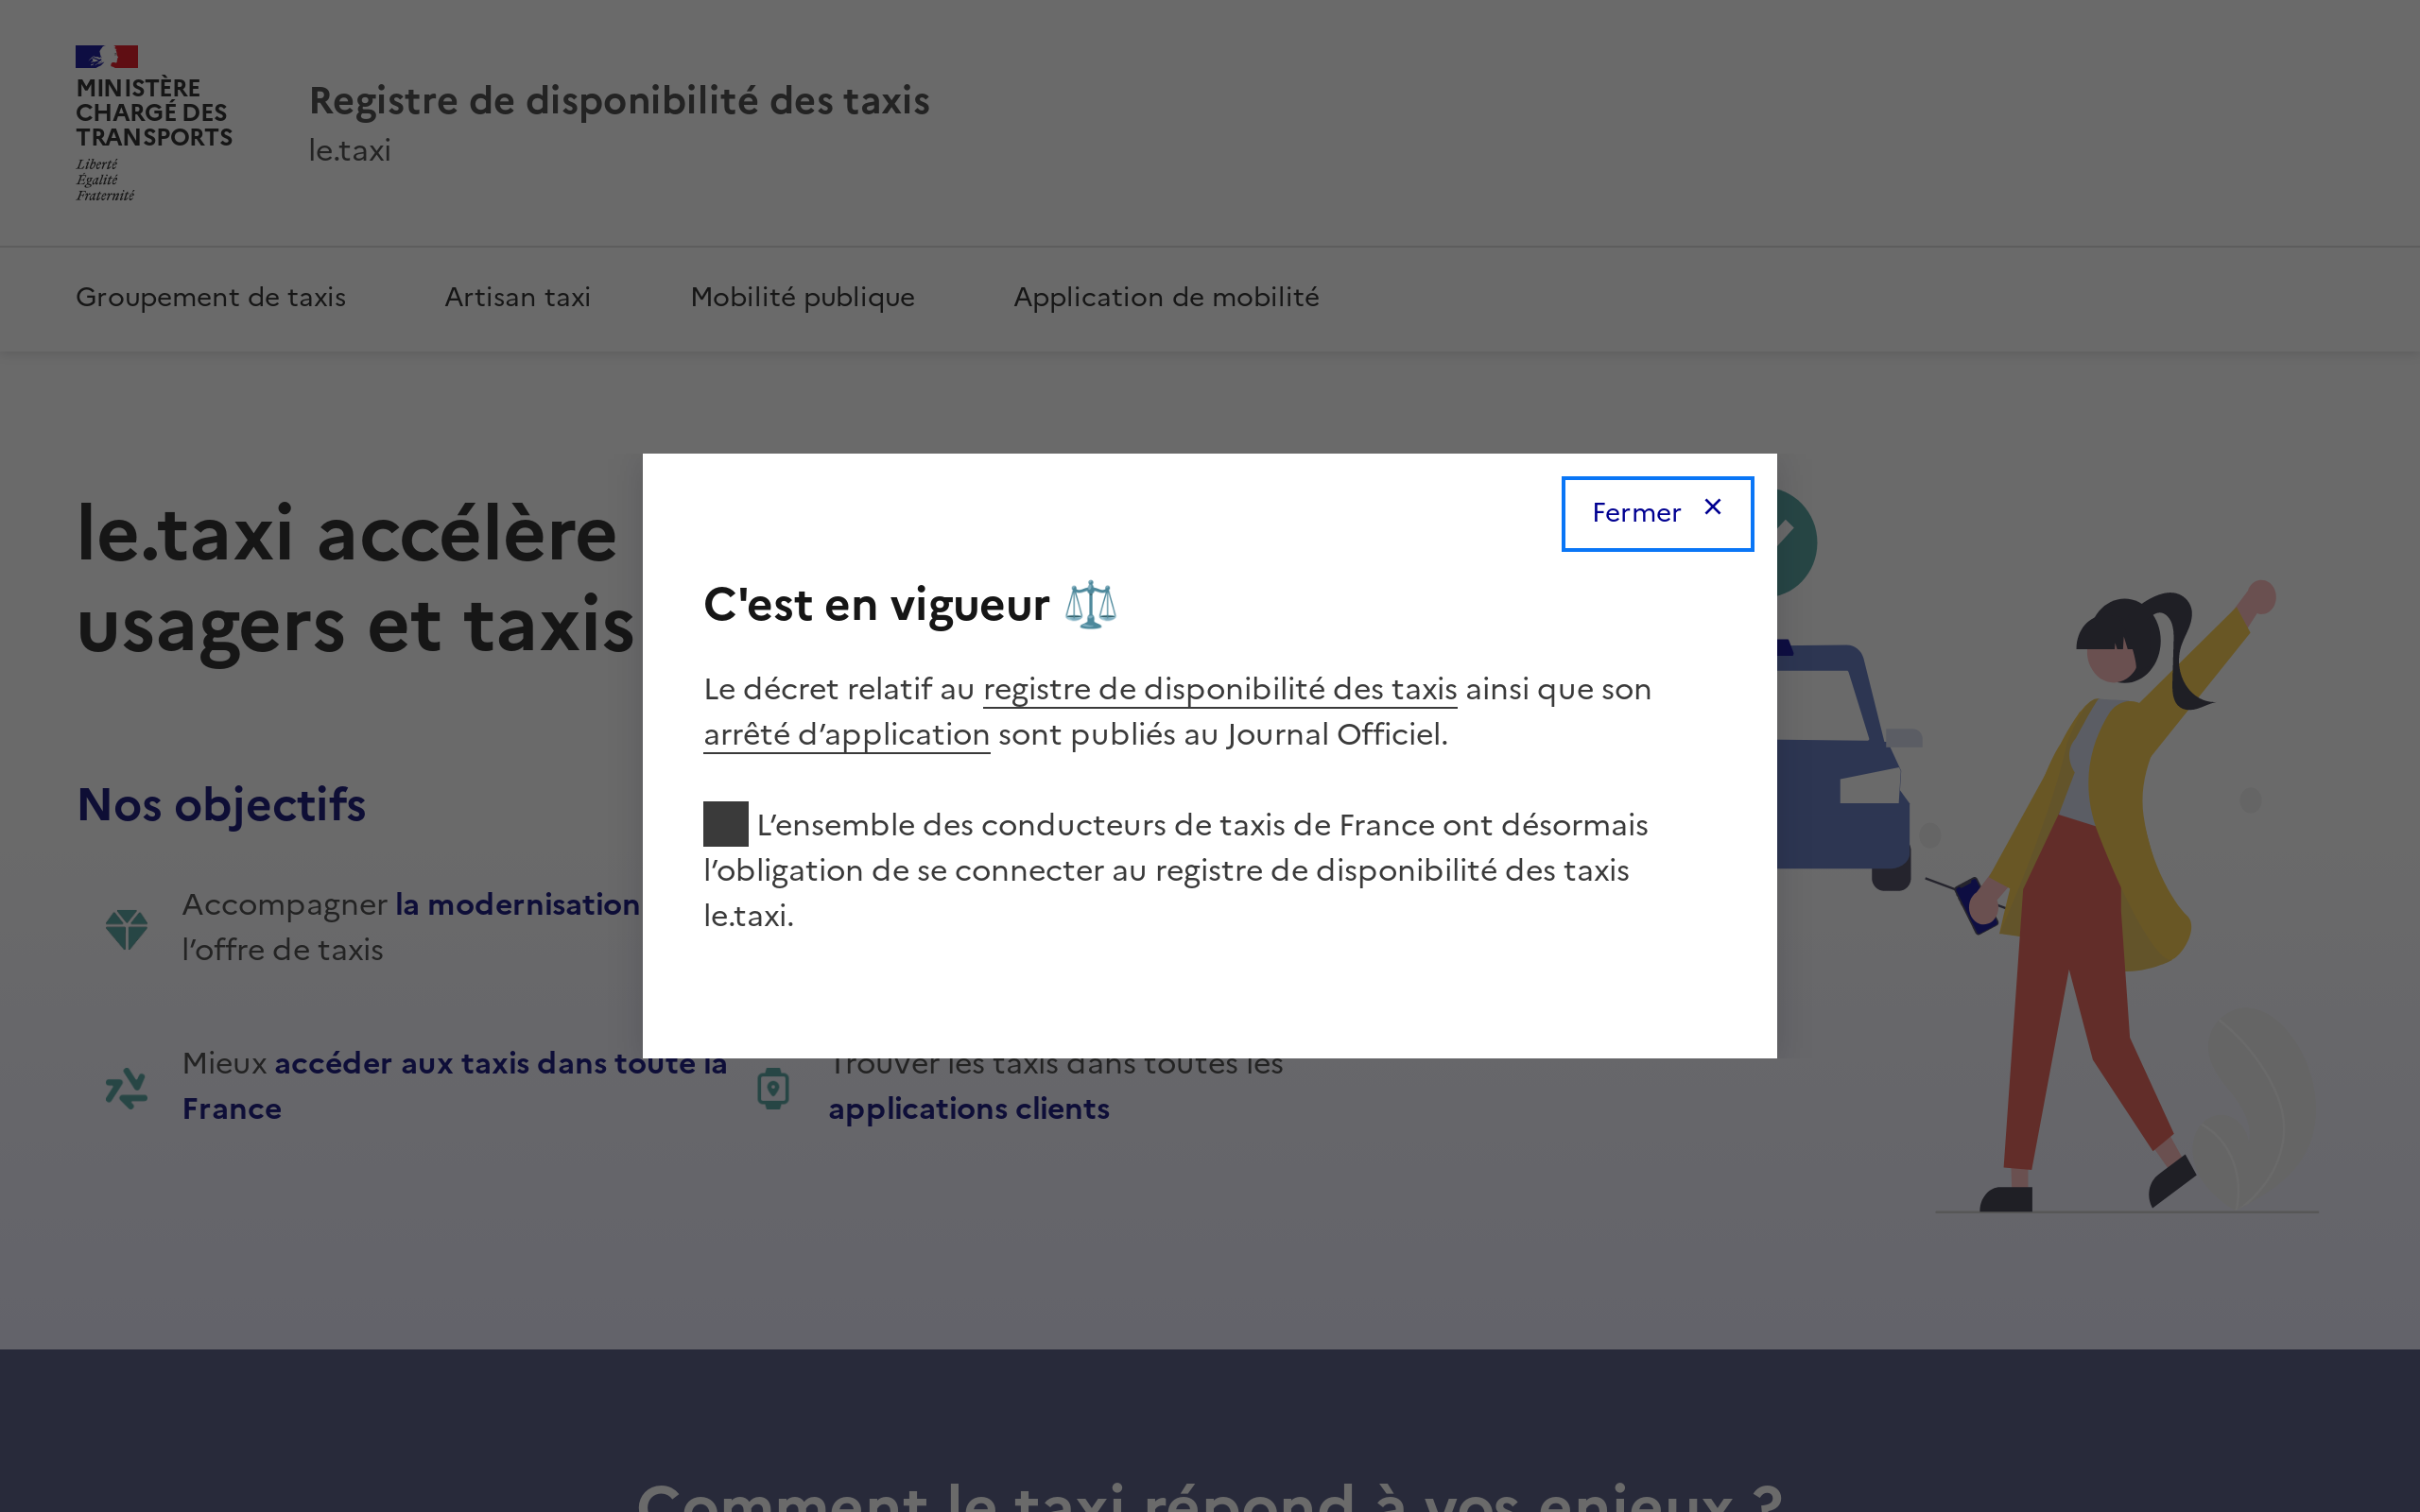 MINISTÈRE
CHARGÉ DES
TRANSPORTS
Liberté
Égalité
Fraternité
Registre de disponibilité des taxis
le.taxi
Groupement de taxis
Artisan taxi
Mobilité publique
Application de mobilité
le.taxi accélère
usagers et taxis
Nos objectifs
Accompagner la modernisation
l’offre de taxis
Mieux accéder aux taxis dans toute la
France
Trouver les taxis dans toutes les
applications clients
Fermer ×
C'est en vigueur ⚖️
Le décret relatif au registre de disponibilité des taxis ainsi que son
arrêté d’application sont publiés au Journal Officiel.
L’ensemble des conducteurs de taxis de France ont désormais
l’obligation de se connecter au registre de disponibilité des taxis
le.taxi.
Comment le taxi répond à vos enjeux ?